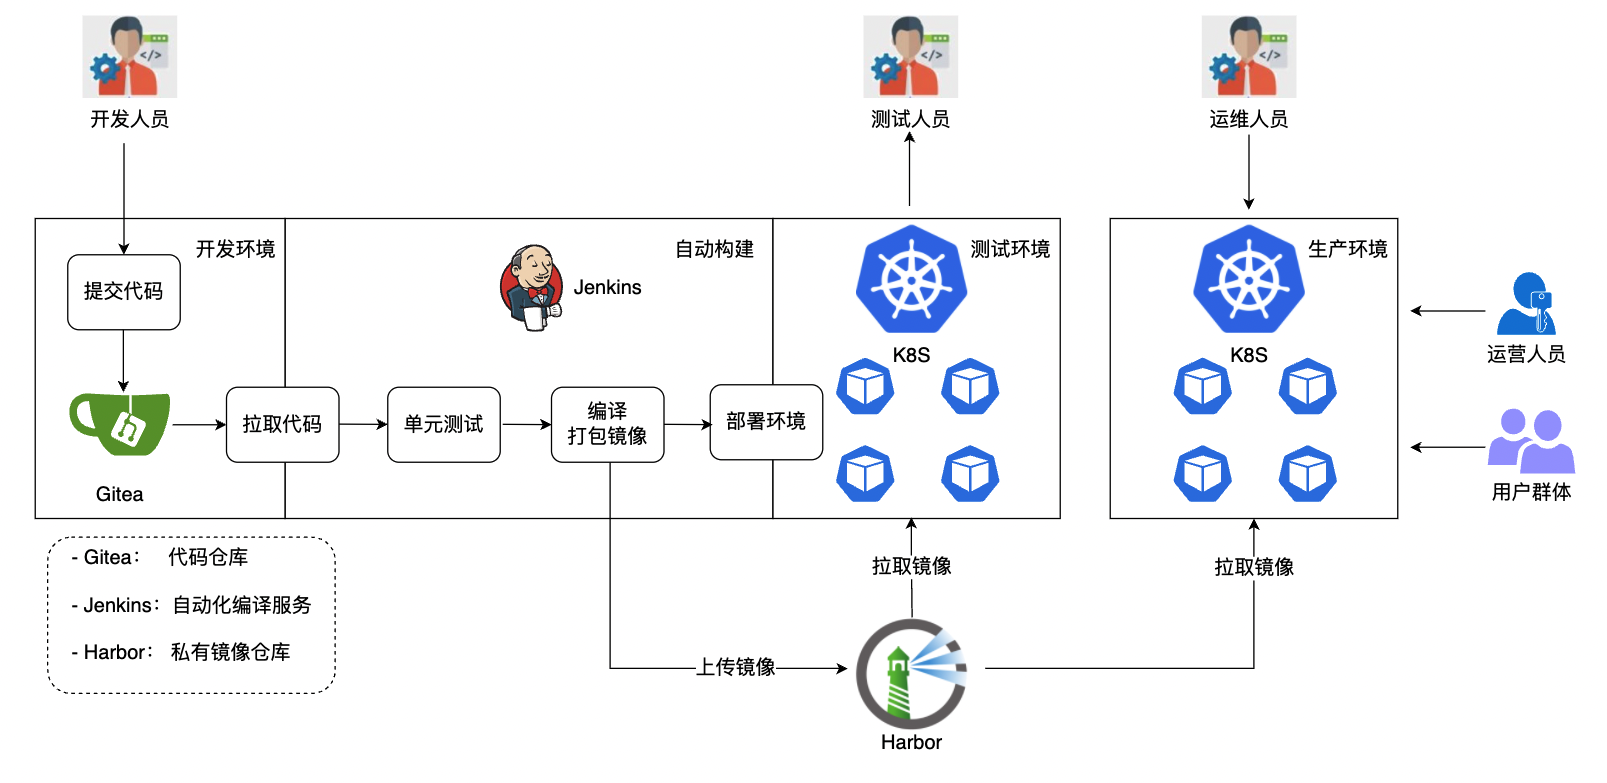 开发人员
测试人员
运维人员
开发环境
自动构建
测试环境
生产环境
提交代码
Jenkins
K8S
K8S
运营人员
拉取代码
单元测试
编译
打包镜像
部署环境
Gitea
用户群体
- Gitea： 代码仓库
- Jenkins：自动化编译服务
- Harbor： 私有镜像仓库
拉取镜像
拉取镜像
上传镜像
Harbor